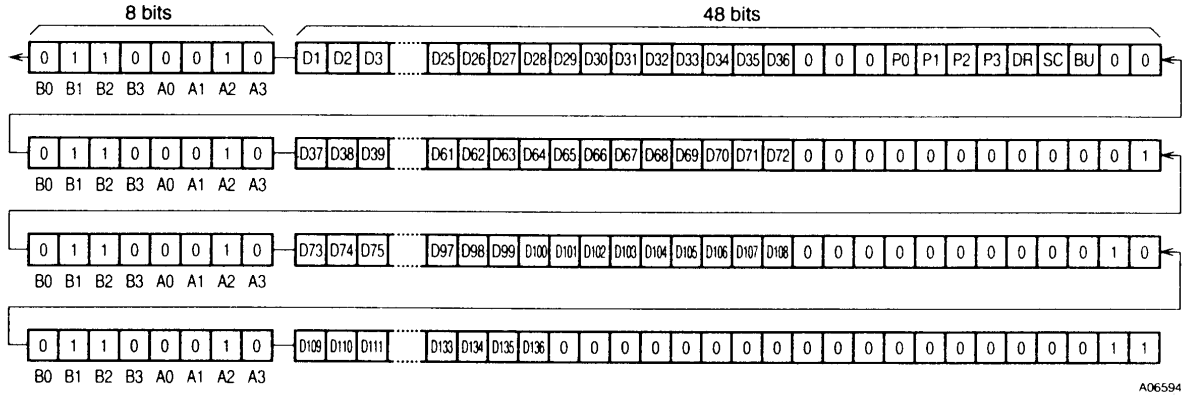 8 bits 48 bits
0 1 1 0 0 0 1 0 D1 D2 D3 D25 D26 D27 D28 D29 D30 D31 D32 D33 D34 D35 D36 0 0 0 P0 P1 P2 P3 DR SC BU 0 0
B0 B1 B2 B3 A0 A1 A2 A3
0 1 1 0 0 0 1 0 D37 D38 D39 D61 D62 D63 D64 D65 D66 D67 D68 D69 D70 D71 D72 0 0 0 0 0 0 0 0 0 0 0 1
B0 B1 B2 B3 A0 A1 A2 A3
0 1 1 0 0 0 1 0 D73 D74 D75 D97 D98 D99 D100 D101 D102 D103 D104 D105 D106 D107 D108 0 0 0 0 0 0 0 0 0 0 1 0
B0 B1 B2 B3 A0 A1 A2 A3
0 1 1 0 0 0 1 0 D109 D110 D111 D133 D134 D135 D136 0 0 0 0 0 0 0 0 0 0 0 0 0 0 0 0 0 0 1 1
B0 B1 B2 B3 A0 A1 A2 A3
A06594